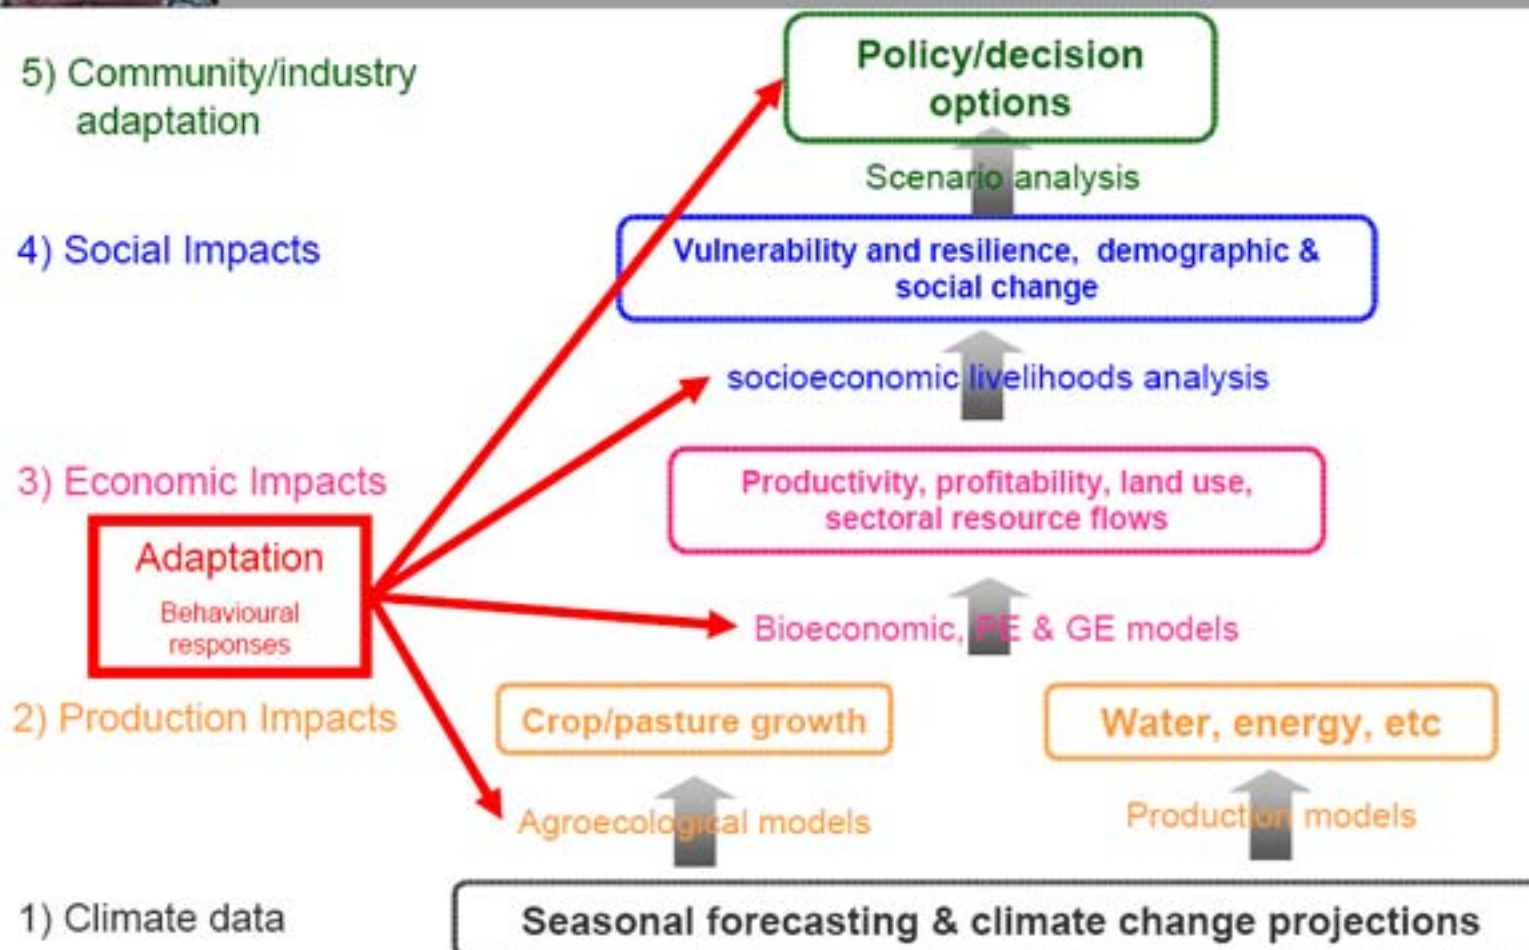 5) Community/industry
adaptation
Policy/decision
options
Scenario analysis
4) Social Impacts
Vulnerability and resilience, demographic &
social change
socioeconomic livelihoods analysis
3) Economic Impacts
Productivity, profitability, land use,
sectoral resource flows
Adaptation
Behavioural
responses
Bioeconomic, PE & GE models
2) Production Impacts
Crop/pasture growth
Water, energy, etc
Agroecological models
Production models
1) Climate data
Seasonal forecasting & climate change projections